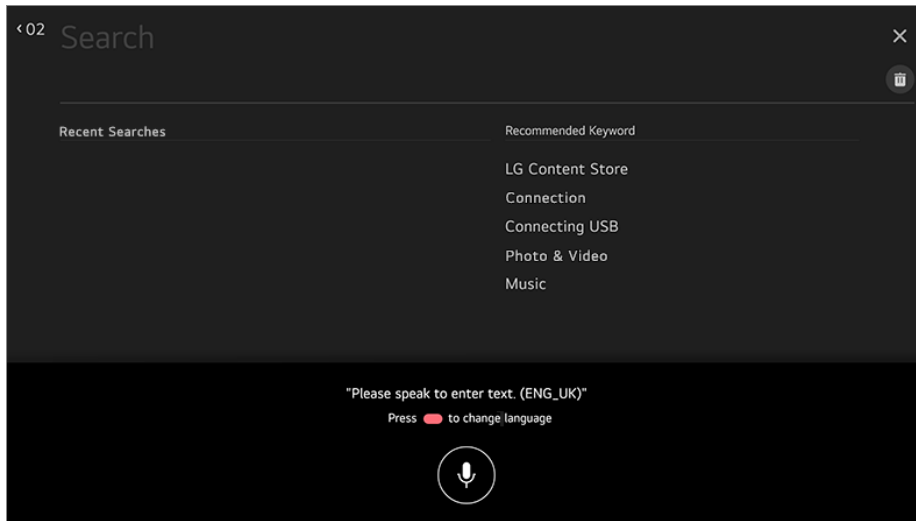 ‹02
Search
Recent Searches
Recommended Keyword
LG Content Store
Connection
Connecting USB
Photo & Video
Music
"Please speak to enter text. (ENG_UK)"
Press to change language